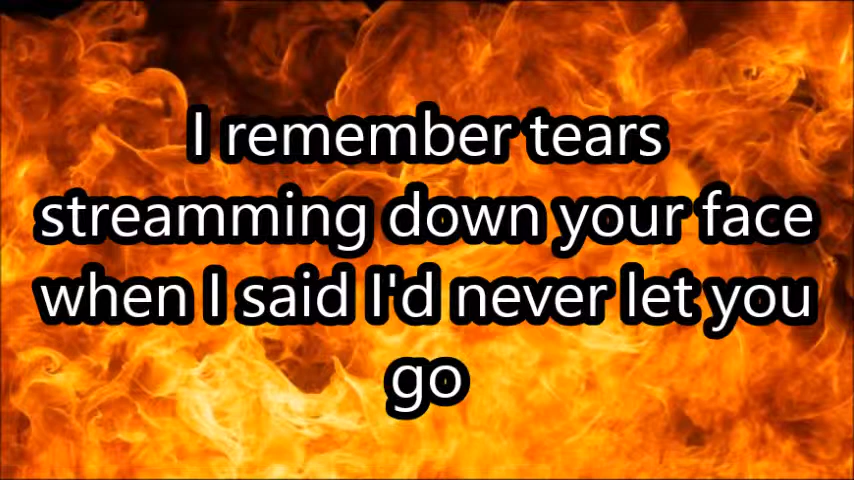 I remember tears
streamming down your face
when I said I'd never let you
go